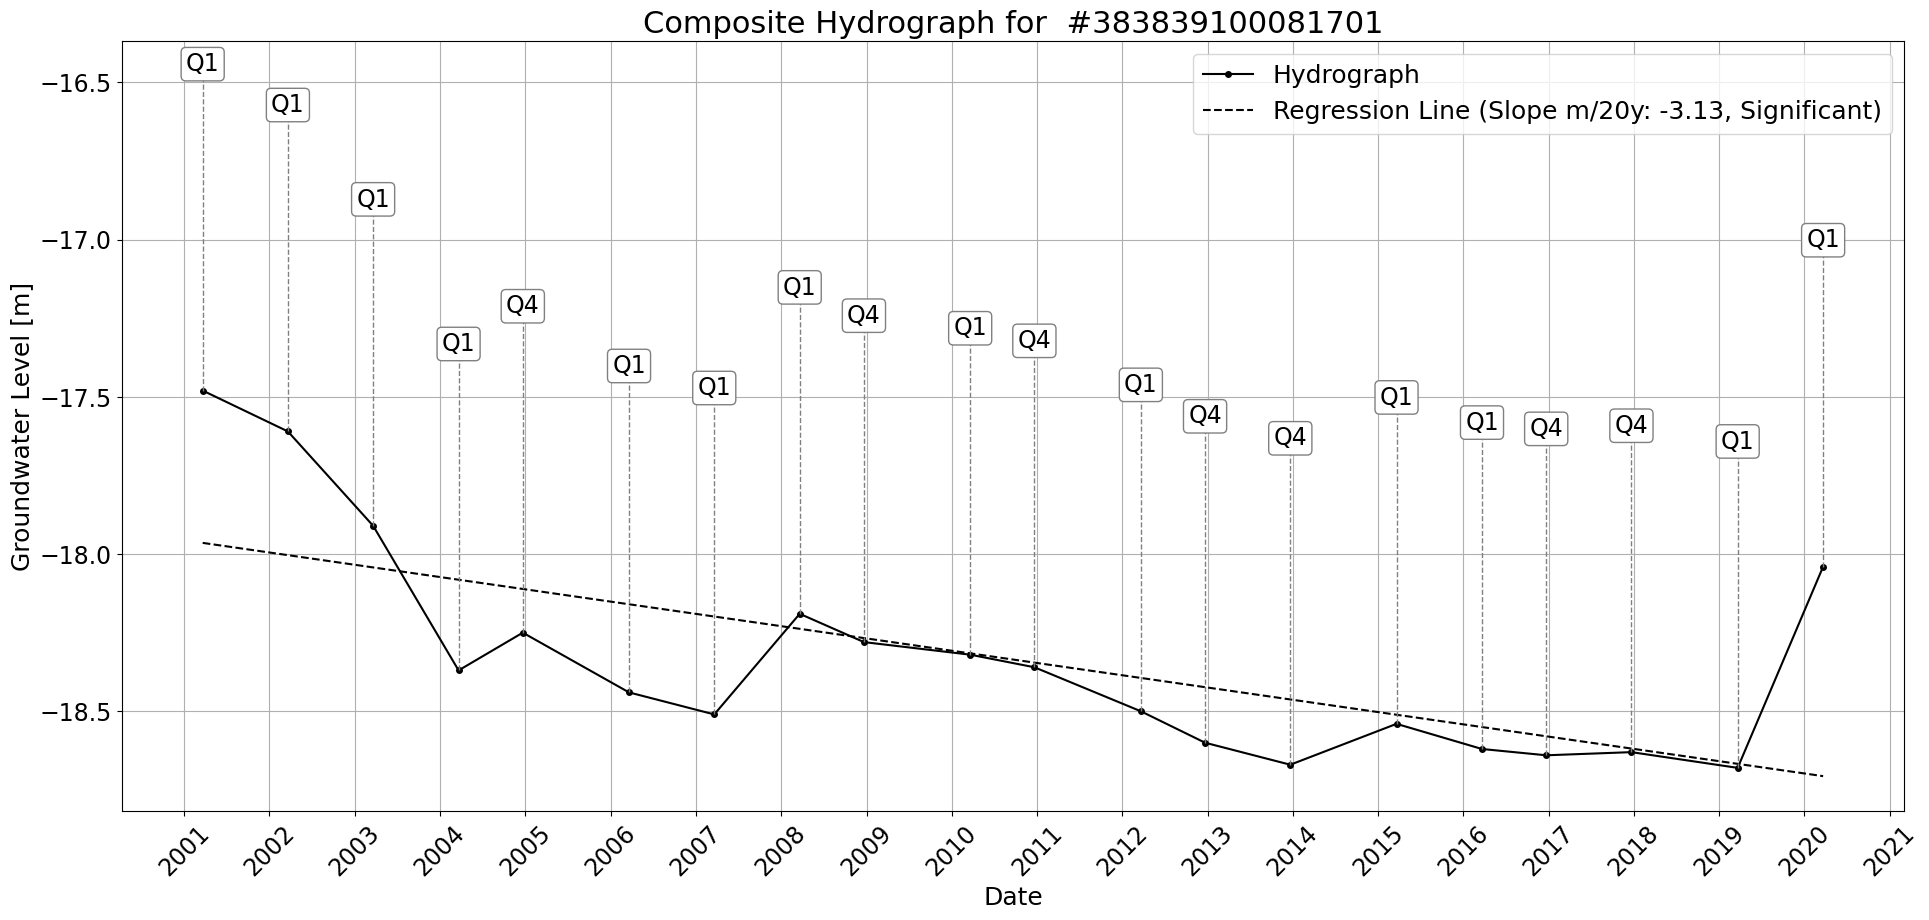 Composite Hydrograph for  #383839100081701
Hydrograph
Regression Line (Slope m/20y: -3.13, Significant)
Groundwater Level [m]
−16.5
−17.0
−17.5
−18.0
−18.5
Q1
Q1
Q1
Q1
Q4
Q1
Q1
Q1
Q4
Q1
Q4
Q1
Q4
Q4
Q1
Q1
Q4
Q4
Q1
Q1
2001
2002
2003
2004
2005
2006
2007
2008
2009
2010
2011
2012
2013
2014
2015
2016
2017
2018
2019
2020
2021
Date